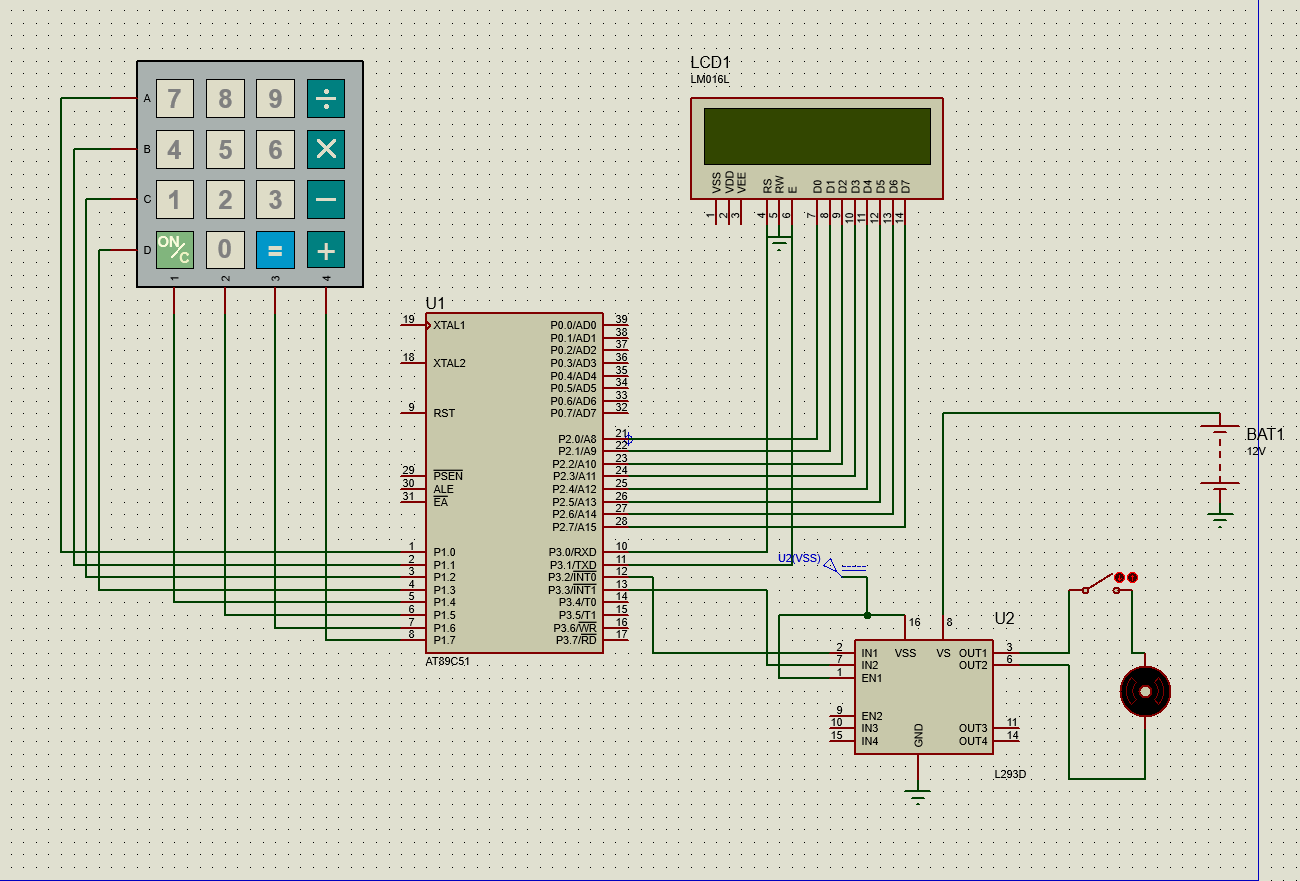 LCD1
LM016L
A 7 8 9 ÷
B 4 5 6 ×
C 1 2 3 −
D ON/C 0 = +
1 2 3 4
VSS VDD VEE RS RW E D0 D1 D2 D3 D4 D5 D6 D7
1 2 3 4 5 6 7 8 9 10 11 12 13 14
U1
19 XTAL1 P0.0/AD0 39
P0.1/AD1 38
P0.2/AD2 37
18 XTAL2 P0.3/AD3 36
P0.4/AD4 35
P0.5/AD5 34
P0.6/AD6 33
9 RST P0.7/AD7 32
P2.0/A8 21
P2.1/A9 22
P2.2/A10 23
29 PSEN P2.3/A11 24
30 ALE P2.4/A12 25
31 EA P2.5/A13 26
P2.6/A14 27
P2.7/A15 28
1 P1.0 P3.0/RXD 10
2 P1.1 P3.1/TXD 11
3 P1.2 P3.2/INT0 12
4 P1.3 P3.3/INT1 13
5 P1.4 P3.4/T0 14
6 P1.5 P3.5/T1 15
7 P1.6 P3.6/WR 16
8 P1.7 P3.7/RD 17
AT89C51
BAT1
12V
U2(VSS)
U2
16 8
2 IN1 VSS VS OUT1 3
7 IN2 OUT2 6
1 EN1
9 EN2
10 IN3 OUT3 11
15 IN4 OUT4 14
GND
L293D